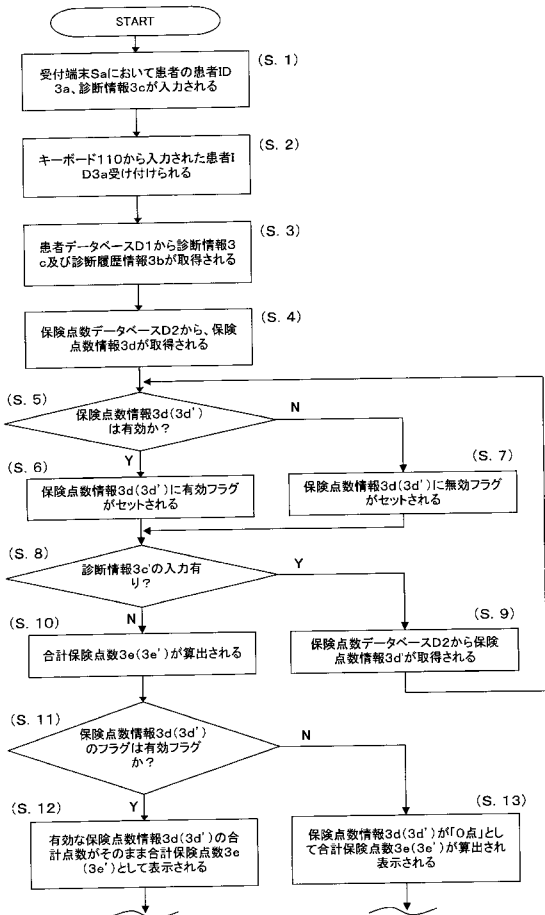 START
(S. 1)
受付端末Saにおいて患者の患者ID
3a、診断情報3cが入力される
(S. 2)
キーボード110から入力された患者I
D3a受け付けられる
(S. 3)
患者データベースD1から診断情報3
c及び診断履歴情報3bが取得される
(S. 4)
保険点数データベースD2から、保険
点数情報3dが取得される
(S. 5)
保険点数情報3d(3d')
は有効か?
N
Y
(S. 6)
保険点数情報3d(3d')に有効フラグ
がセットされる
(S. 7)
保険点数情報3d(3d')に無効フラグ
がセットされる
(S. 8)
診断情報3c'の入力有
り?
Y
N
(S. 9)
保険点数データベースD2から保険
点数情報3d'が取得される
(S. 10)
合計保険点数3e(3e')が算出される
(S. 11)
保険点数情報3d(3d')
のフラグは有効フラグ
か?
N
Y
(S. 12)
有効な保険点数情報3d(3d')の合
計点数がそのまま合計保険点数3e
(3e')として表示される
(S. 13)
保険点数情報3d(3d')が「0点」とし
て合計保険点数3e(3e')が算出され
表示される